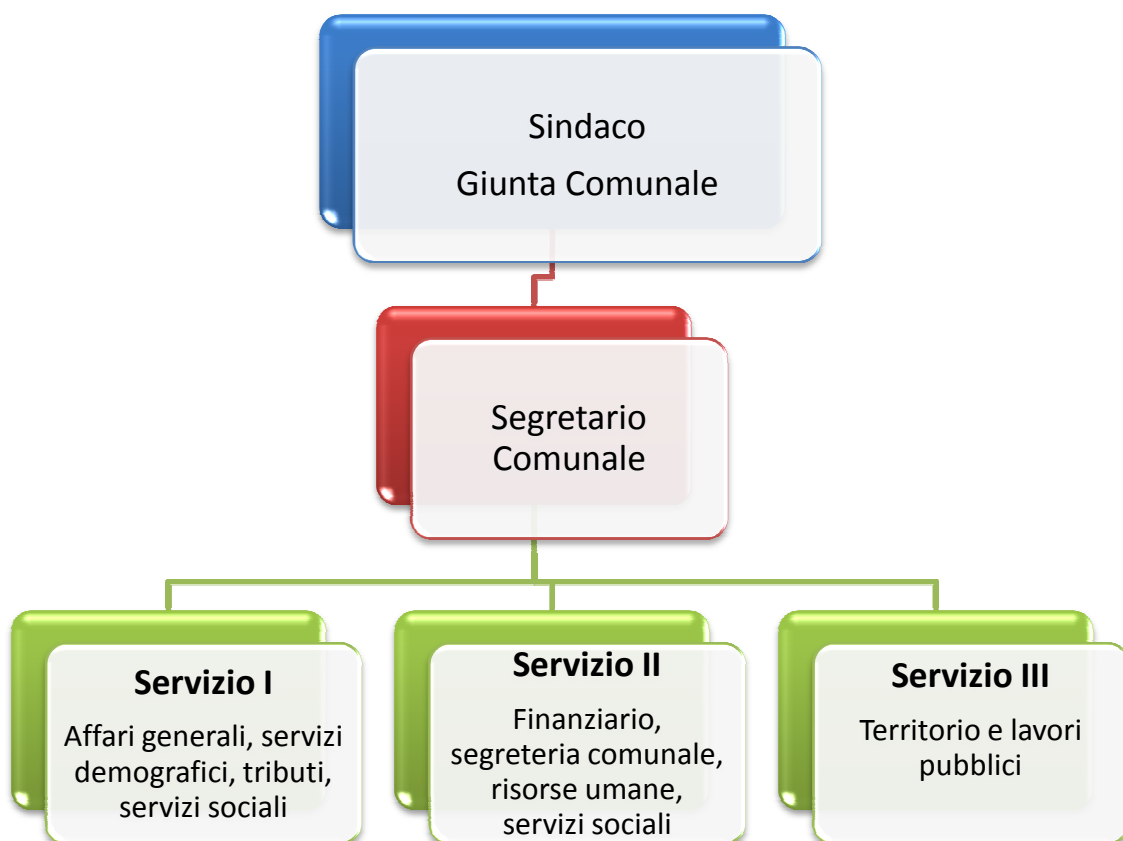 Sindaco
Giunta Comunale
Segretario
Comunale
Servizio I
Affari generali, servizi
demografici, tributi,
servizi sociali
Servizio II
Finanziario,
segreteria comunale,
risorse umane,
servizi sociali
Servizio III
Territorio e lavori
pubblici